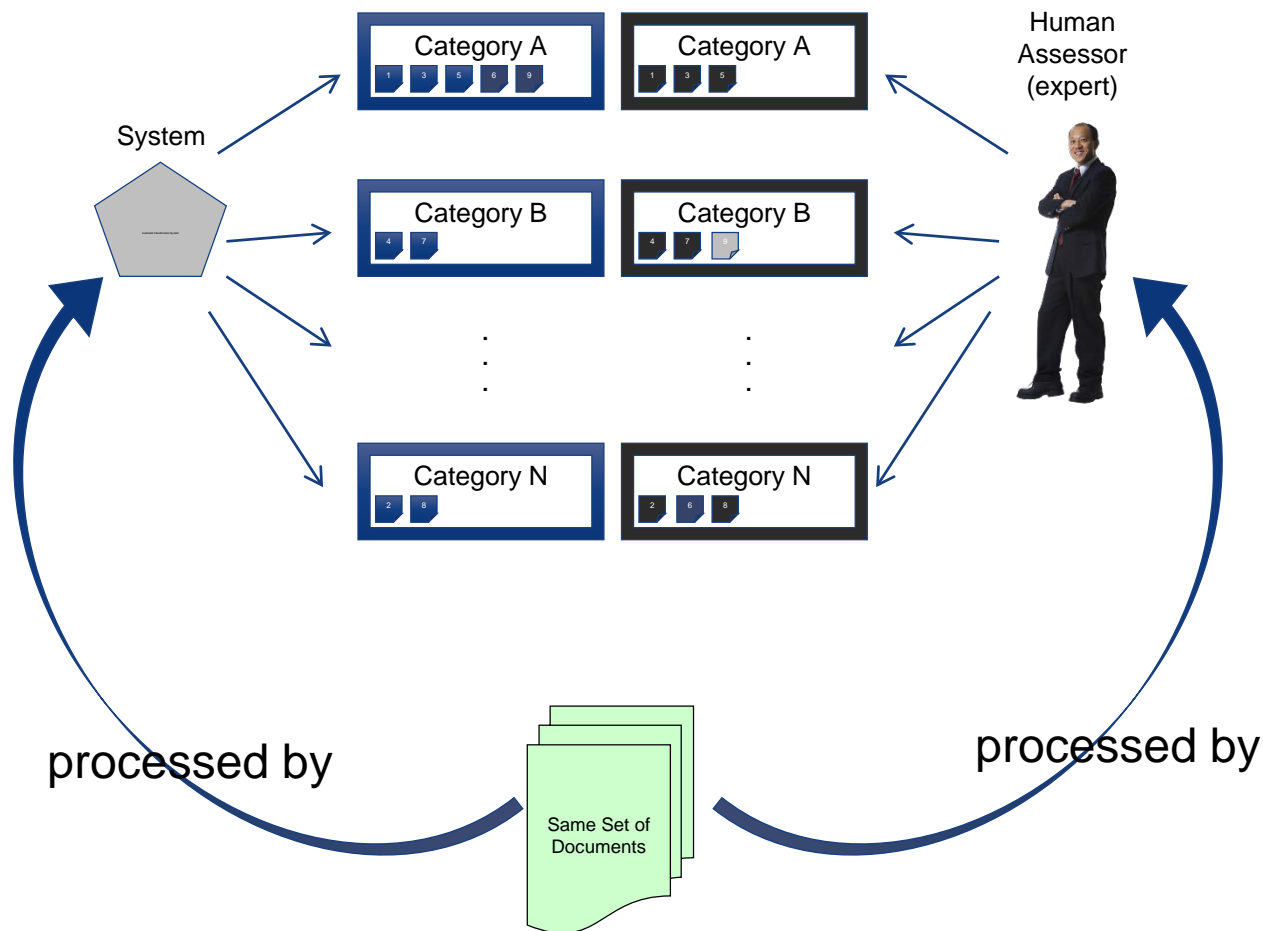 Human
Assessor
(expert)
System
Category A
1 3 5 6 9
Category A
1 3 5
Category B
4 7
Category B
4 7 9
.
.
.
.
.
.
Category N
2 8
Category N
2 6 8
processed by
processed by
Same Set of
Documents